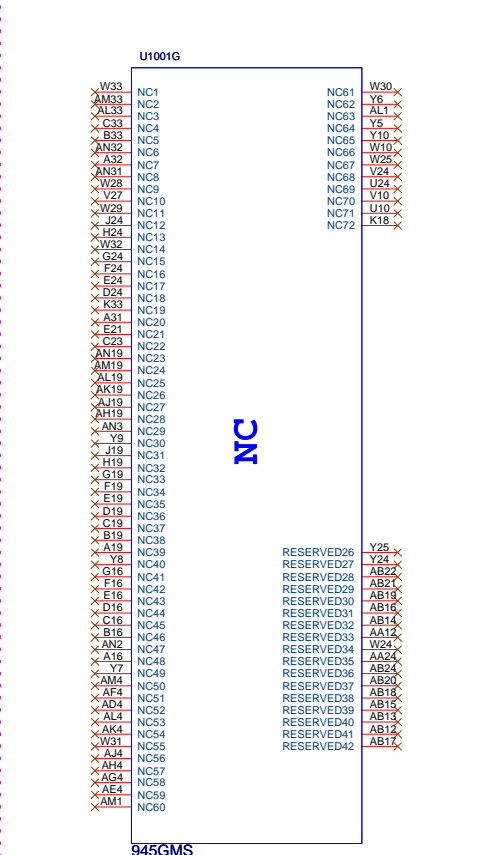 U1001G
W33 NC1 NC61 W30
AM33 NC2 NC62 Y6
AL33 NC3 NC63 AL1
C33 NC4 NC64 Y5
B33 NC5 NC65 Y10
AN32 NC6 NC66 W10
A32 NC7 NC67 W25
AN31 NC8 NC68 V24
W28 NC9 NC69 U24
V27 NC10 NC70 V10
W29 NC11 NC71 U10
J24 NC12 NC72 K18
H24 NC13
W32 NC14
G24 NC15
F24 NC16
E24 NC17
D24 NC18
K33 NC19
A31 NC20
E21 NC21
C23 NC22
AN19 NC23
AM19 NC24
AL19 NC25
AK19 NC26
AJ19 NC27
AH19 NC28
AN3 NC29
Y9 NC30
J19 NC31
H19 NC32
G19 NC33
F19 NC34
E19 NC35
D19 NC36
C19 NC37
B19 NC38
A19 NC39 RESERVED26 Y25
Y8 NC40 RESERVED27 Y24
G16 NC41 RESERVED28 AB22
F16 NC42 RESERVED29 AB21
E16 NC43 RESERVED30 AB19
D16 NC44 RESERVED31 AB16
C16 NC45 RESERVED32 AB14
B16 NC46 RESERVED33 AA12
AN2 NC47 RESERVED34 W24
A16 NC48 RESERVED35 AA24
Y7 NC49 RESERVED36 AB24
AM4 NC50 RESERVED37 AB20
AF4 NC51 RESERVED38 AB18
AD4 NC52 RESERVED39 AB15
AL4 NC53 RESERVED40 AB13
AK4 NC54 RESERVED41 AB12
W31 NC55 RESERVED42 AB17
AJ4 NC56
AH4 NC57
AG4 NC58
AE4 NC59
AM1 NC60
NC
945GMS